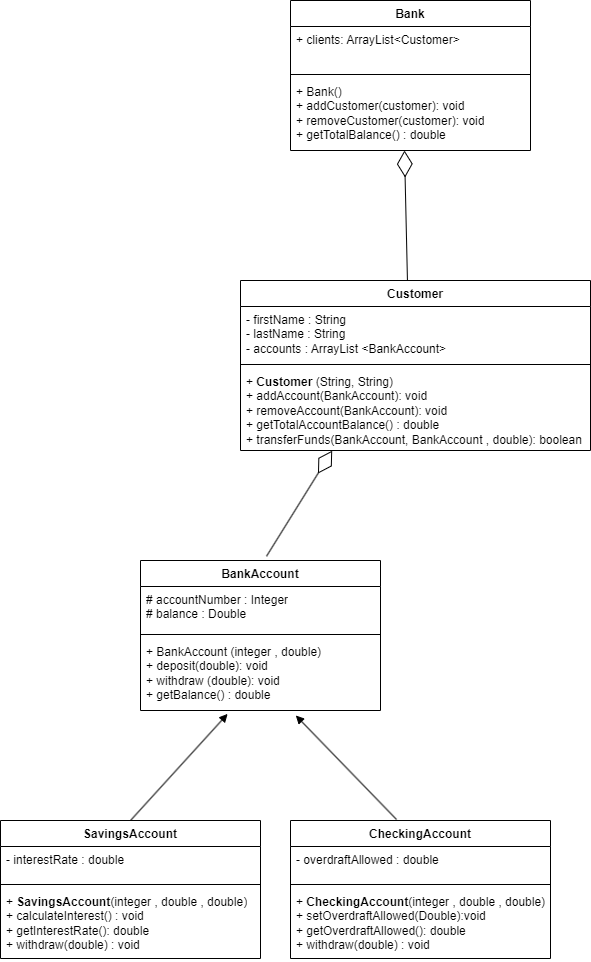 Bank
+ clients: ArrayList<Customer>
+ Bank()
+ addCustomer(customer): void
+ removeCustomer(customer): void
+ getTotalBalance() : double
Customer
- firstName : String
- lastName : String
- accounts : ArrayList <BankAccount>
+ Customer (String, String)
+ addAccount(BankAccount): void
+ removeAccount(BankAccount): void
+ getTotalAccountBalance() : double
+ transferFunds(BankAccount, BankAccount , double): boolean
BankAccount
# accountNumber : Integer
# balance : Double
+ BankAccount (integer , double)
+ deposit(double): void
+ withdraw (double): void
+ getBalance() : double
SavingsAccount
- interestRate : double
+ SavingsAccount(integer , double , double)
+ calculateInterest() : void
+ getInterestRate(): double
+ withdraw(double) : void
CheckingAccount
- overdraftAllowed : double
+ CheckingAccount(integer , double , double)
+ setOverdraftAllowed(Double):void
+ getOverdraftAllowed(): double
+ withdraw(double) : void